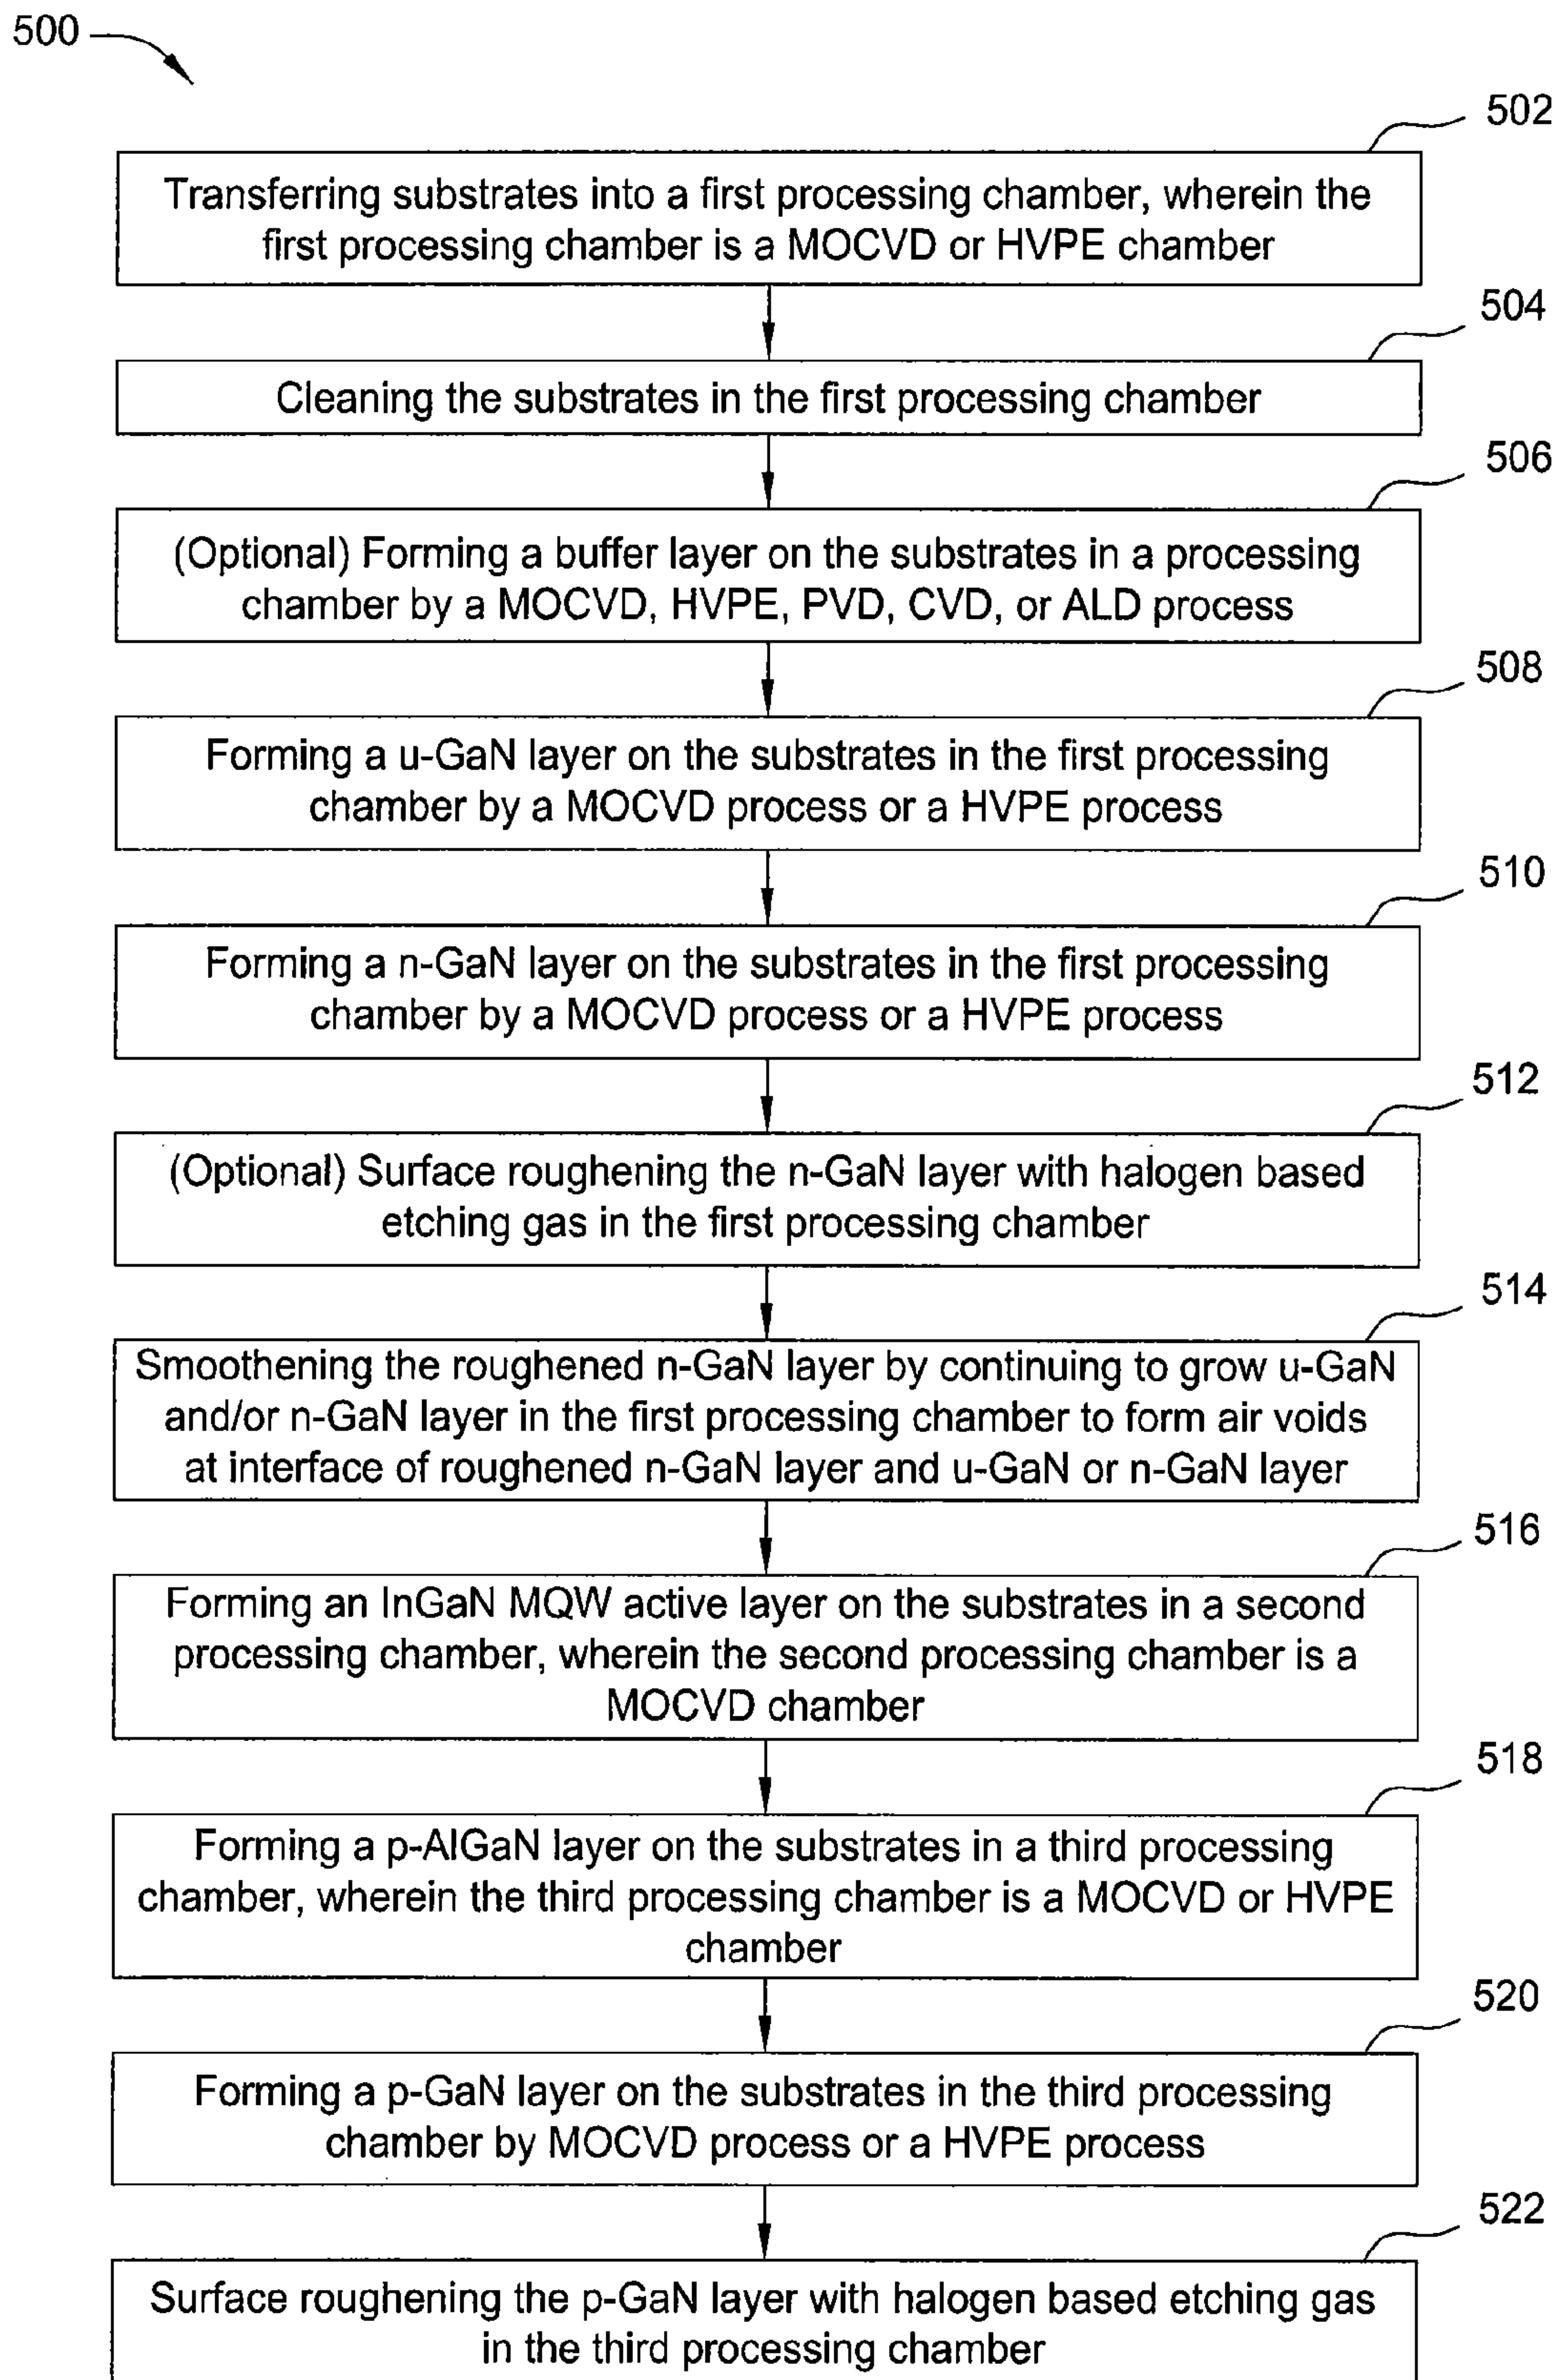 500
502
Transferring substrates into a first processing chamber, wherein the
first processing chamber is a MOCVD or HVPE chamber
504
Cleaning the substrates in the first processing chamber
506
(Optional) Forming a buffer layer on the substrates in a processing
chamber by a MOCVD, HVPE, PVD, CVD, or ALD process
508
Forming a u-GaN layer on the substrates in the first processing
chamber by a MOCVD process or a HVPE process
510
Forming a n-GaN layer on the substrates in the first processing
chamber by a MOCVD process or a HVPE process
512
(Optional) Surface roughening the n-GaN layer with halogen based
etching gas in the first processing chamber
514
Smoothening the roughened n-GaN layer by continuing to grow u-GaN
and/or n-GaN layer in the first processing chamber to form air voids
at interface of roughened n-GaN layer and u-GaN or n-GaN layer
516
Forming an InGaN MQW active layer on the substrates in a second
processing chamber, wherein the second processing chamber is a
MOCVD chamber
518
Forming a p-AlGaN layer on the substrates in a third processing
chamber, wherein the third processing chamber is a MOCVD or HVPE
chamber
520
Forming a p-GaN layer on the substrates in the third processing
chamber by MOCVD process or a HVPE process
522
Surface roughening the p-GaN layer with halogen based etching gas
in the third processing chamber